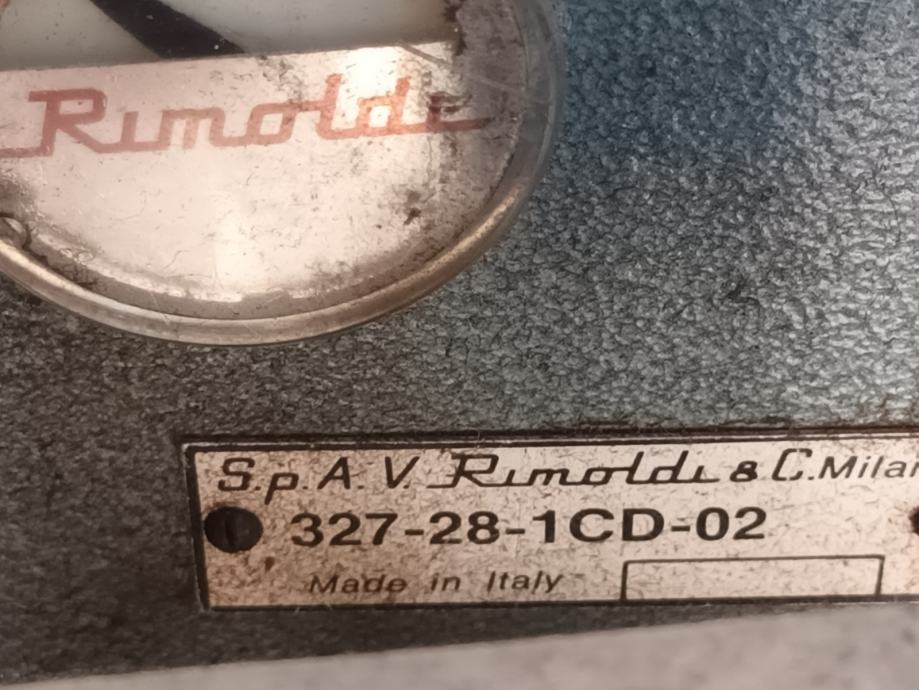 Rimoldi
S.p.A. V. Rimoldi & C. Milan
327-28-1CD-02
Made in Italy